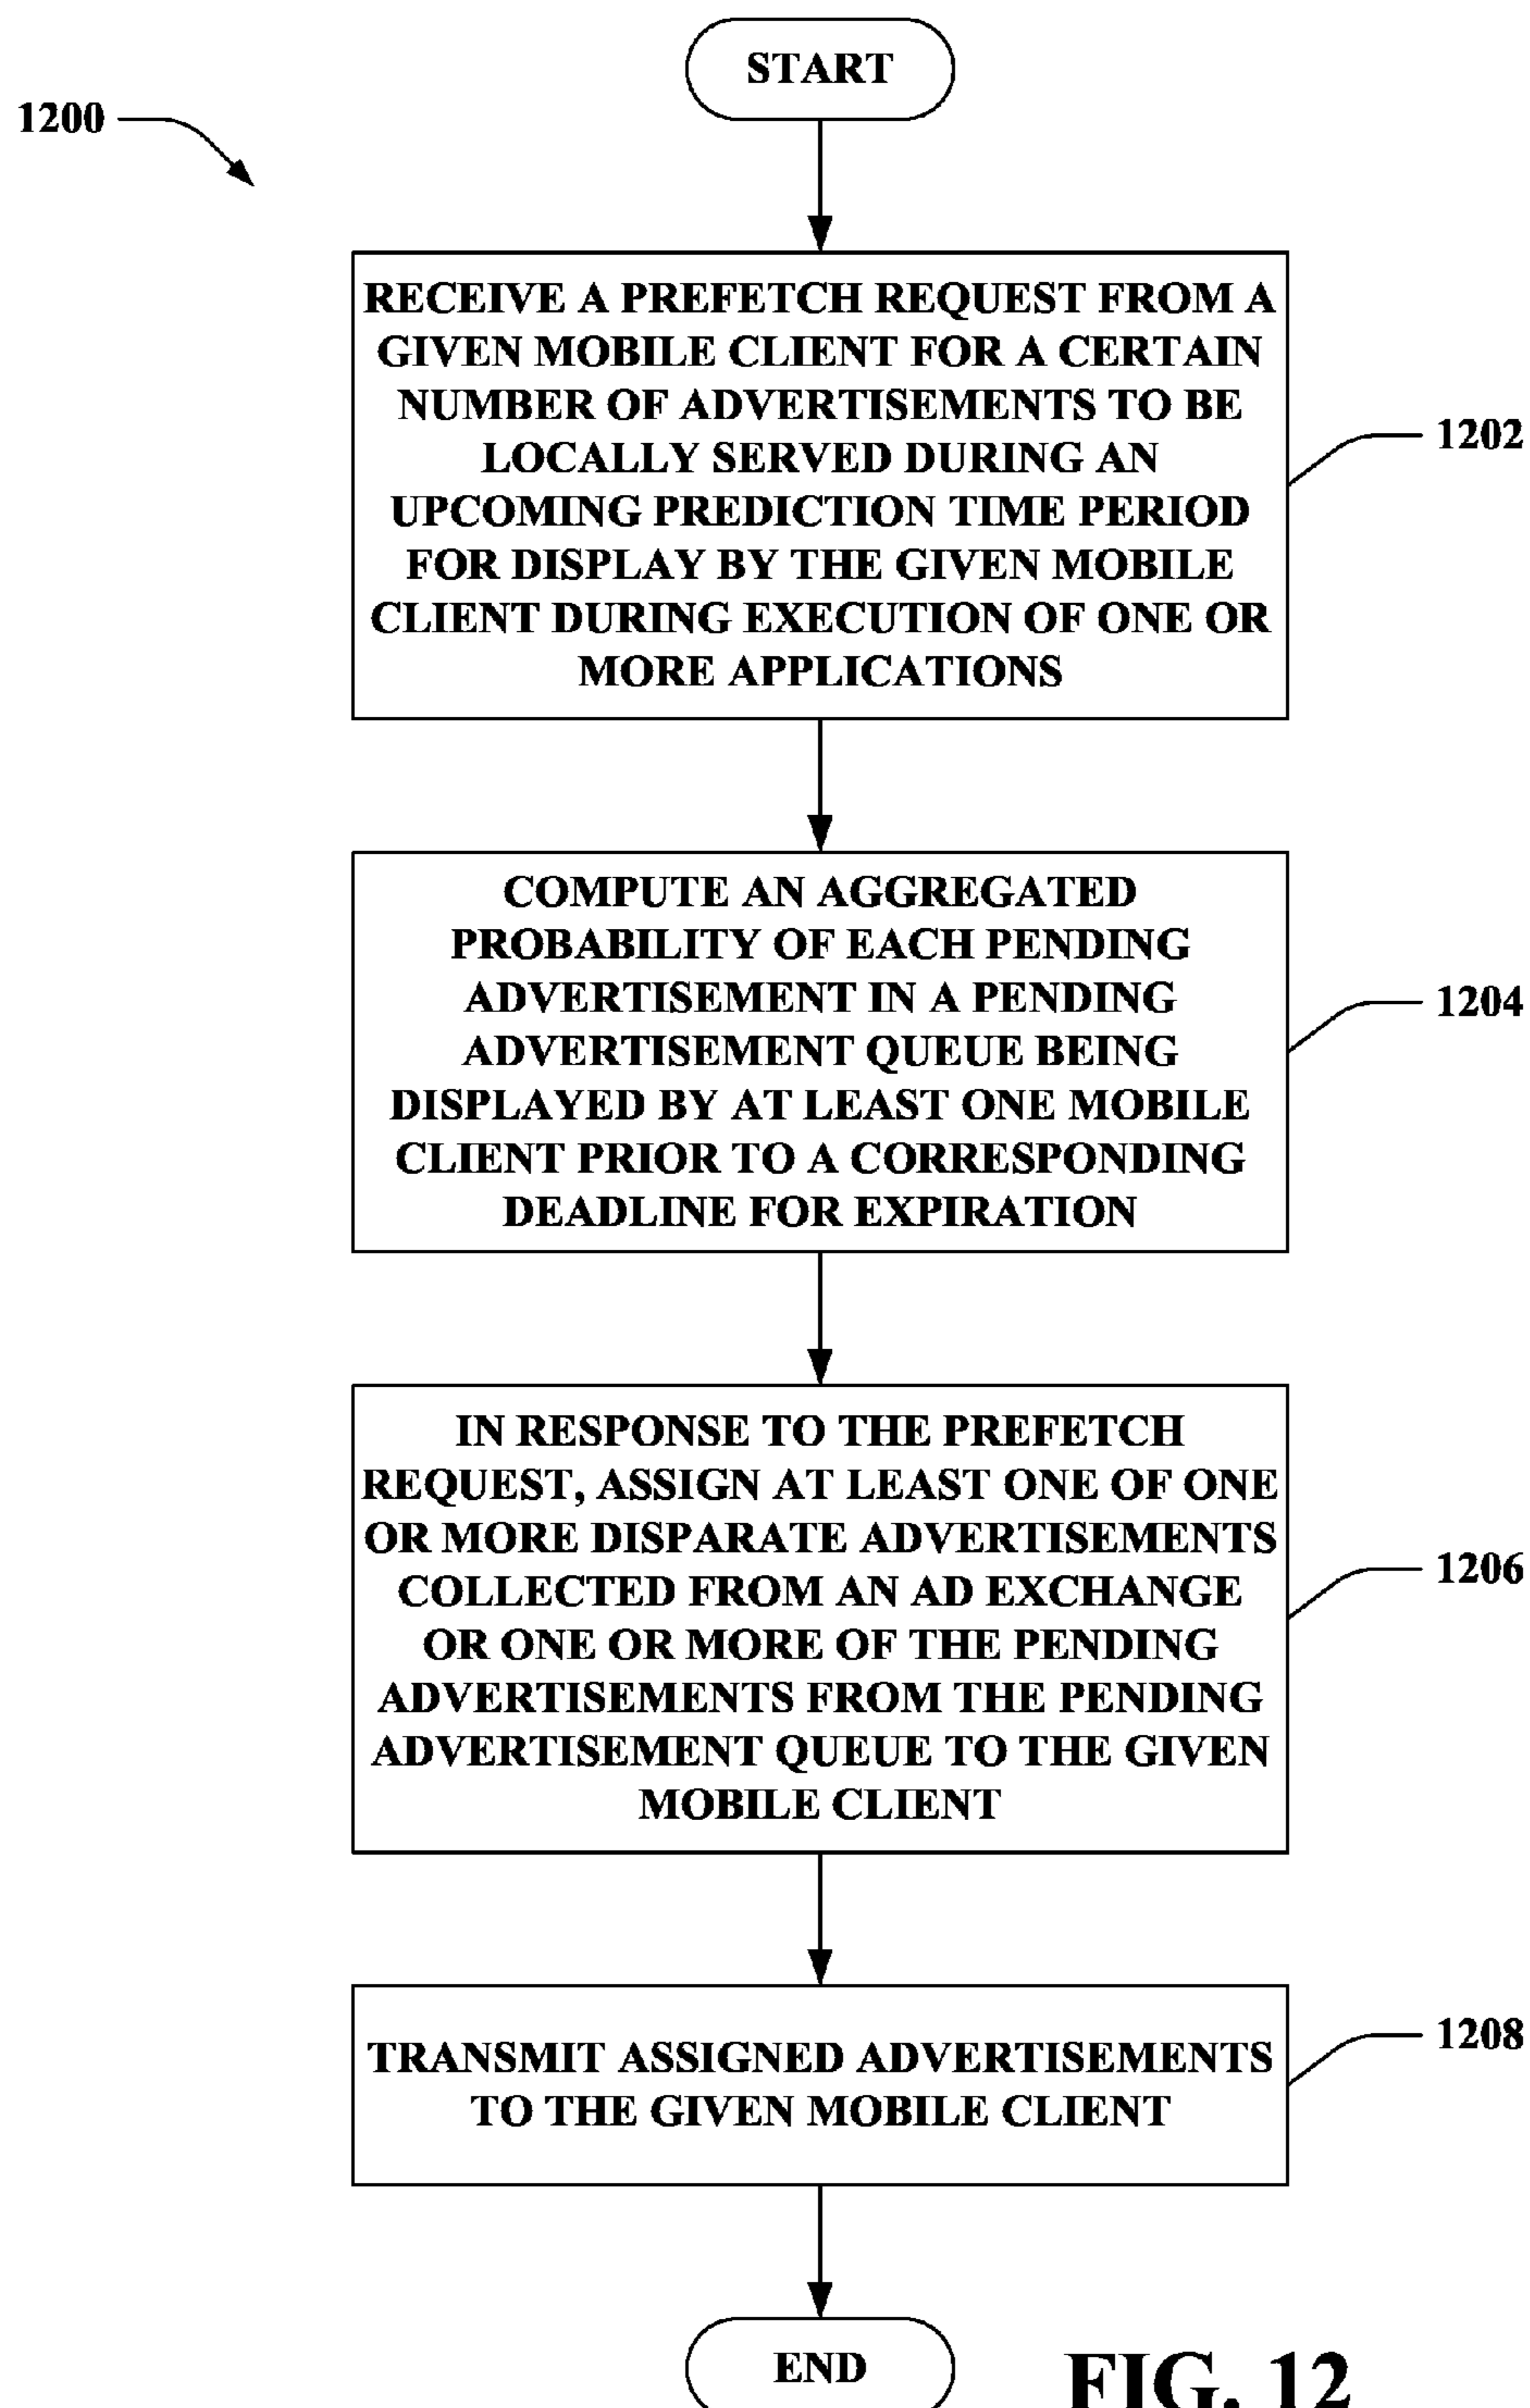 START
1200
RECEIVE A PREFETCH REQUEST FROM A
GIVEN MOBILE CLIENT FOR A CERTAIN
NUMBER OF ADVERTISEMENTS TO BE
LOCALLY SERVED DURING AN
UPCOMING PREDICTION TIME PERIOD
FOR DISPLAY BY THE GIVEN MOBILE
CLIENT DURING EXECUTION OF ONE OR
MORE APPLICATIONS
1202
COMPUTE AN AGGREGATED
PROBABILITY OF EACH PENDING
ADVERTISEMENT IN A PENDING
ADVERTISEMENT QUEUE BEING
DISPLAYED BY AT LEAST ONE MOBILE
CLIENT PRIOR TO A CORRESPONDING
DEADLINE FOR EXPIRATION
1204
IN RESPONSE TO THE PREFETCH
REQUEST, ASSIGN AT LEAST ONE OF ONE
OR MORE DISPARATE ADVERTISEMENTS
COLLECTED FROM AN AD EXCHANGE
OR ONE OR MORE OF THE PENDING
ADVERTISEMENTS FROM THE PENDING
ADVERTISEMENT QUEUE TO THE GIVEN
MOBILE CLIENT
1206
TRANSMIT ASSIGNED ADVERTISEMENTS
TO THE GIVEN MOBILE CLIENT
1208
END
FIG. 12